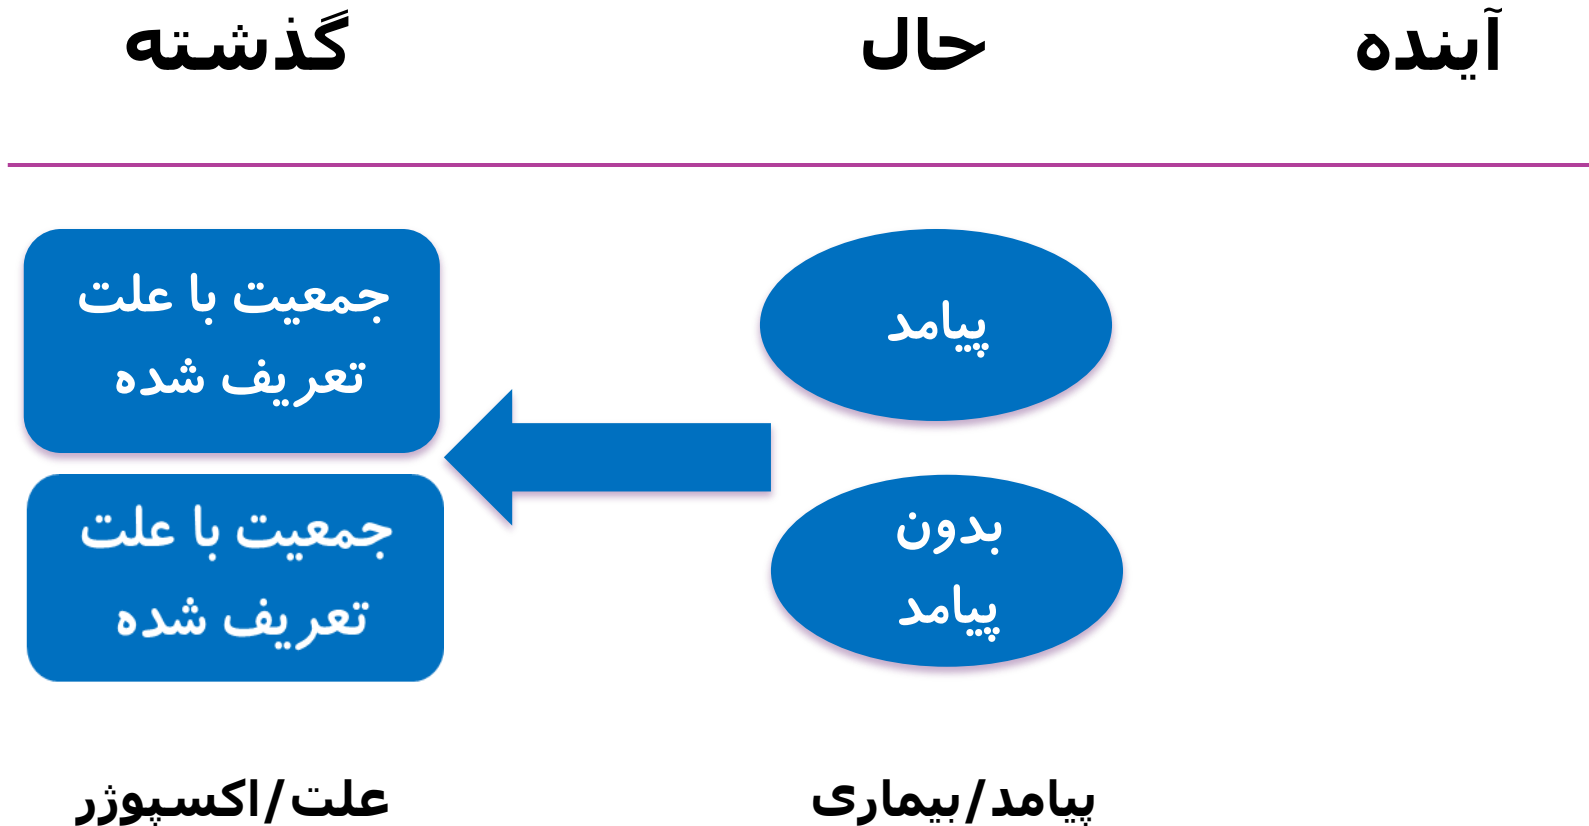 آینده
حال
گذشته
پیامد
جمعیت با علت
تعریف شده
بدون
پیامد
جمعیت با علت
تعریف شده
پیامد/بیماری
علت/اکسپوژر